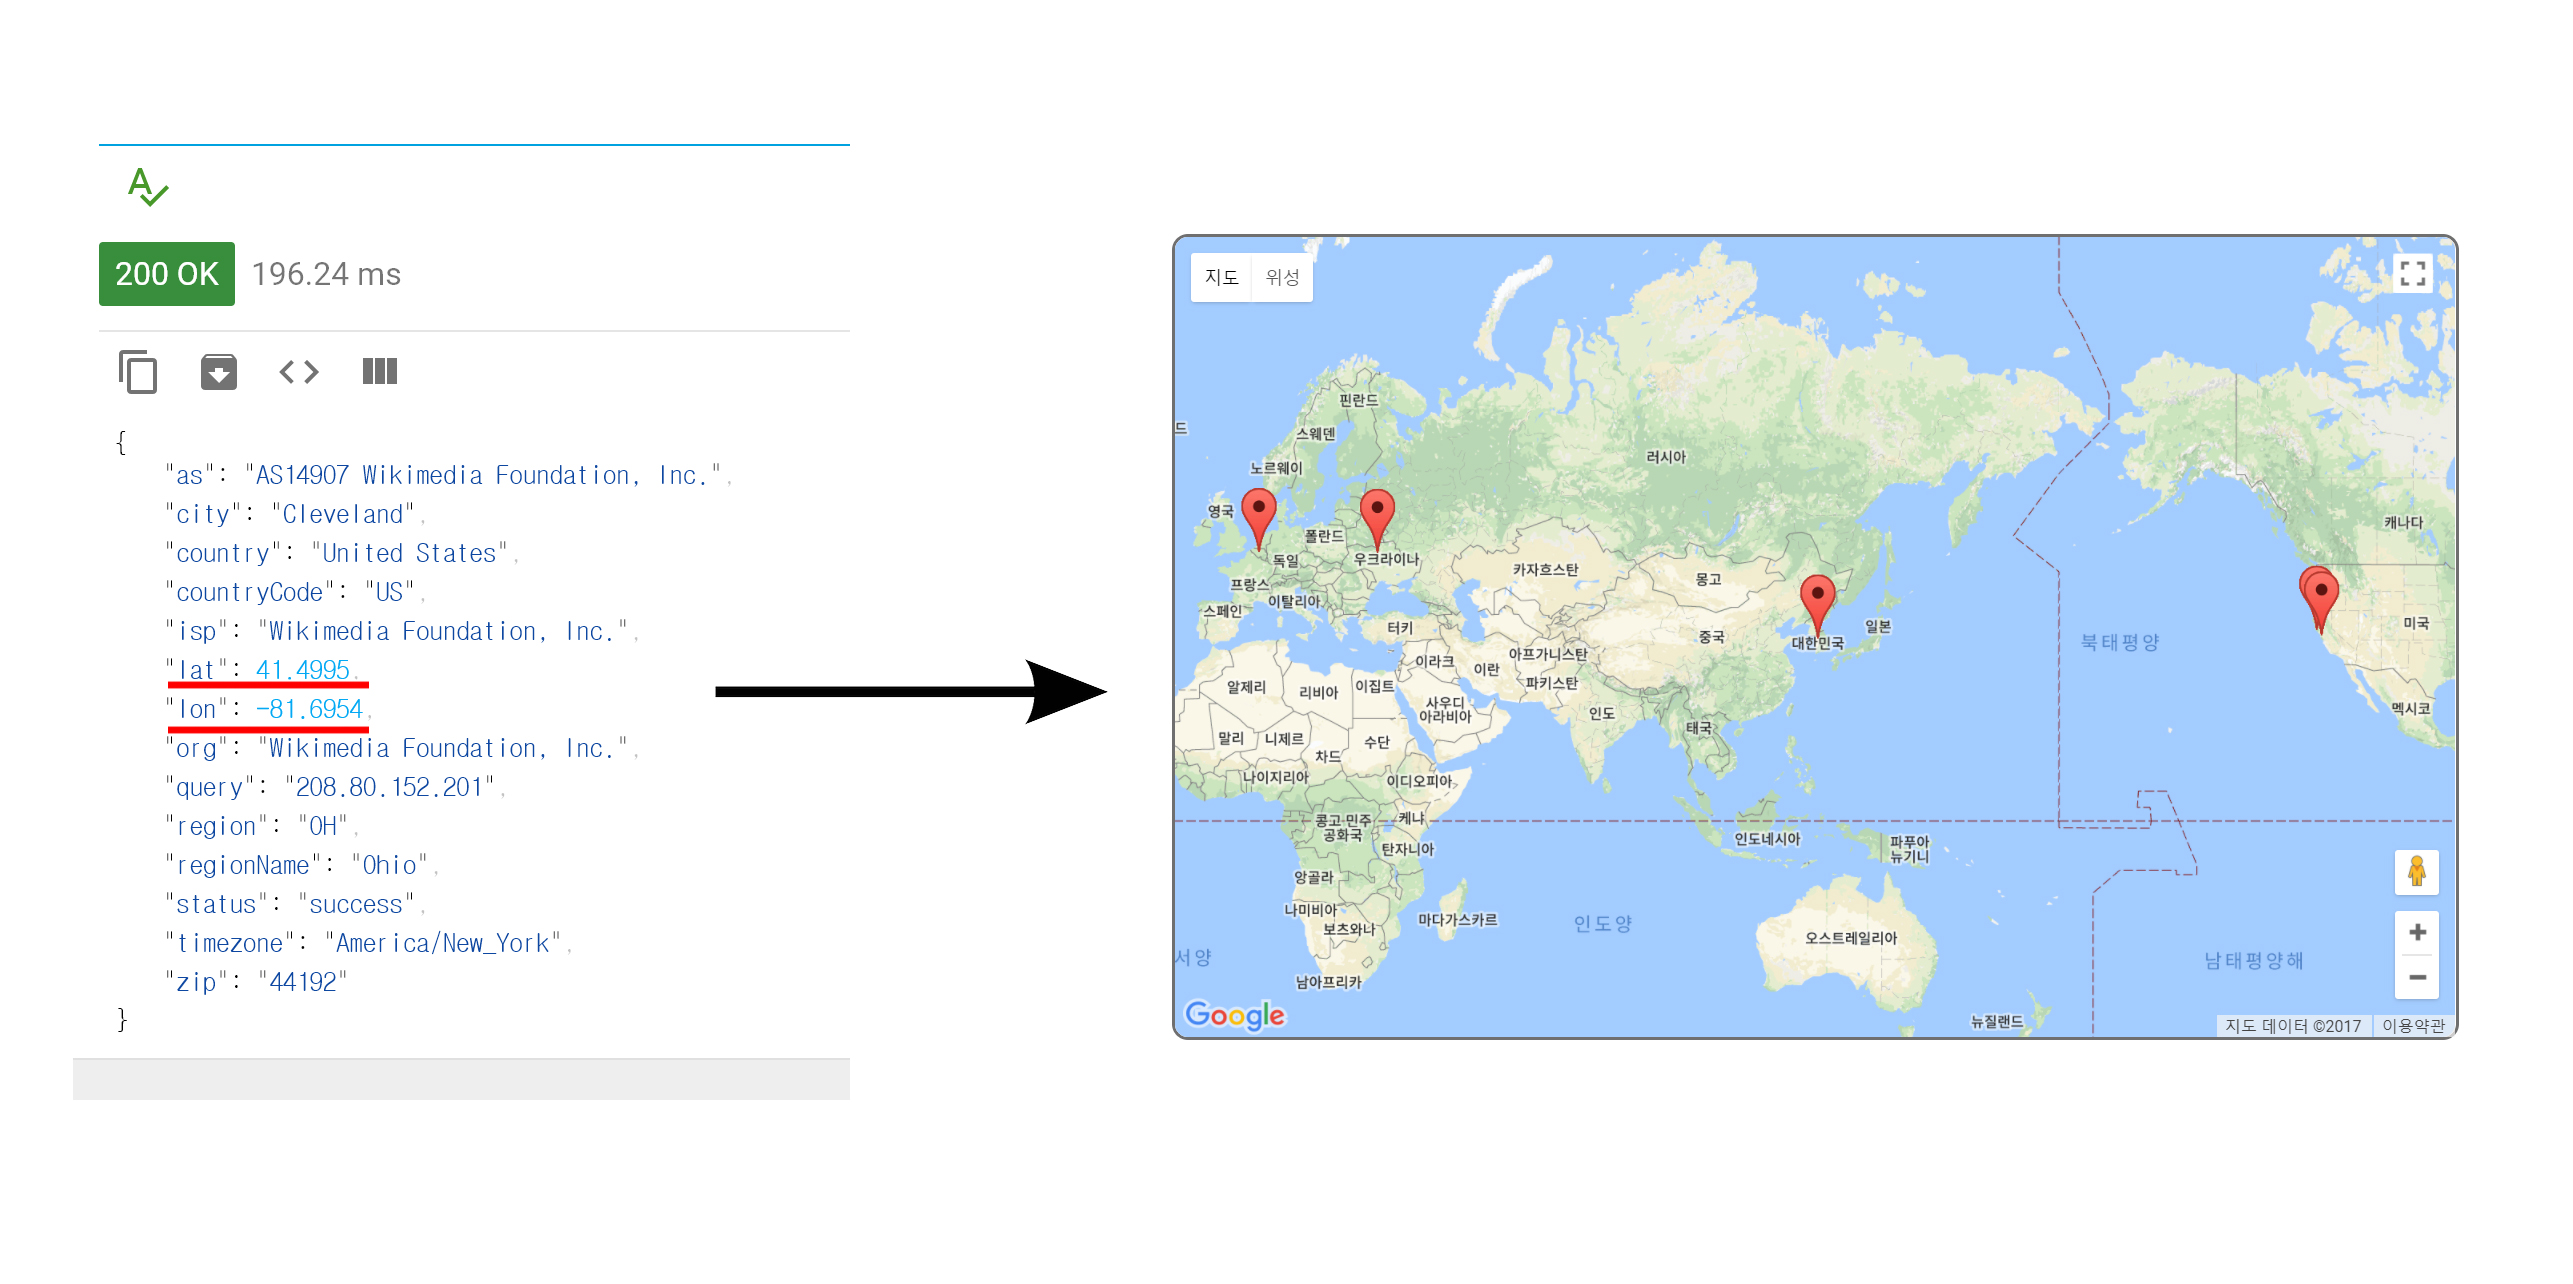 200 OK 196.24 ms
{
"as": "AS14907 Wikimedia Foundation, Inc.",
"city": "Cleveland",
"country": "United States",
"countryCode": "US",
"isp": "Wikimedia Foundation, Inc.",
"lat": 41.4995,
"lon": -81.6954,
"org": "Wikimedia Foundation, Inc.",
"query": "208.80.152.201",
"region": "OH",
"regionName": "Ohio",
"status": "success",
"timezone": "America/New_York",
"zip": "44192"
}
지도 위성
핀란드
드
스웨덴
러시아
노르웨이
영국
캐나다
폴란드
독일
우크라이나
카자흐스탄
몽고
프랑스
이탈리아
스페인
터키
중국
대한민국
일본
북태평양
미국
이라크
이란
아프가니스탄
파키스탄
알제리
리비아
이집트
사우디
아라비아
인도
태국
멕시코
말리
니제르
차드
수단
나이지리아
이디오피아
콩고 민주
공화국
케냐
탄자니아
인도네시아
파푸아
뉴기니
앙골라
나미비아
보츠와나
마다가스카르
인도양
오스트레일리아
서양
남태평양해
남아프리카
뉴질랜드
Google
지도 데이터 ©2017 이용약관